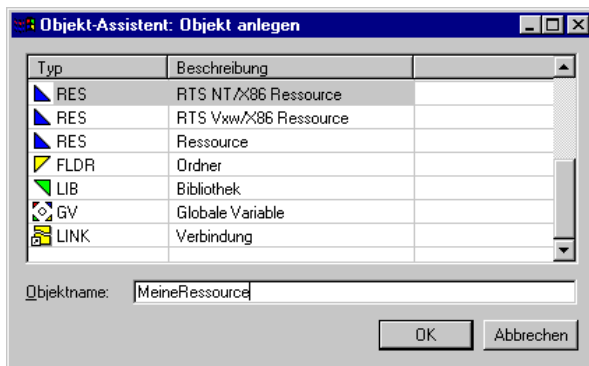 Objekt-Assistent: Objekt anlegen
Typ Beschreibung
RES RTS NT/X86 Ressource
RES RTS Vxw/X86 Ressource
RES Ressource
FLDR Ordner
LIB Bibliothek
GV Globale Variable
LINK Verbindung
Objektname: MeineRessource
OK Abbrechen